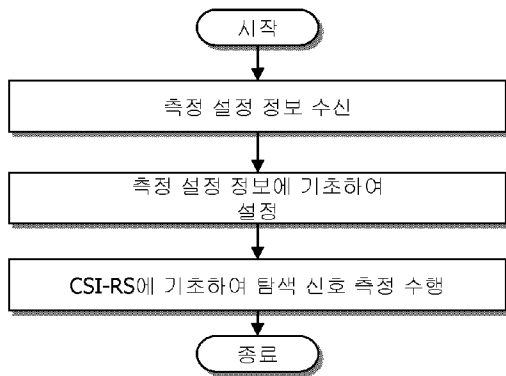 시작
측정 설정 정보 수신
측정 설정 정보에 기초하여
설정
CSI-RS에 기초하여 탐색 신호 측정 수행
종료